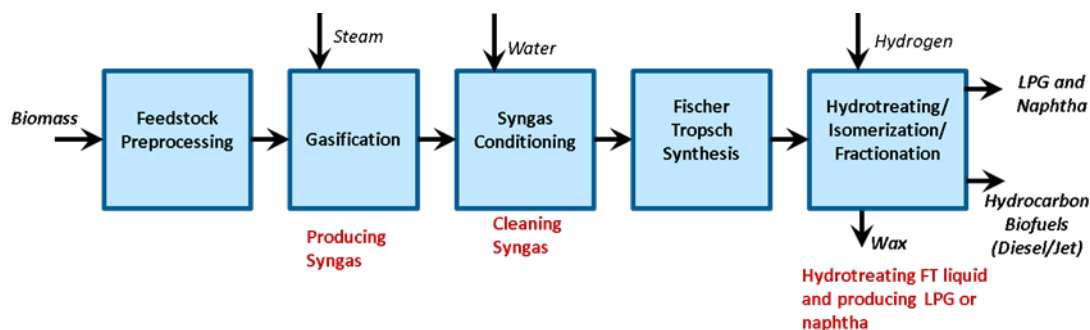 Steam
Water
Hydrogen
Biomass
Feedstock
Preprocessing
Gasification
Syngas
Conditioning
Fischer
Tropsch
Synthesis
Hydrotreating/
Isomerization/
Fractionation
LPG and
Naphtha
Hydrocarbon
Biofuels
(Diesel/Jet)
Producing
Syngas
Cleaning
Syngas
Wax
Hydrotreating FT liquid
and producing LPG or
naphtha